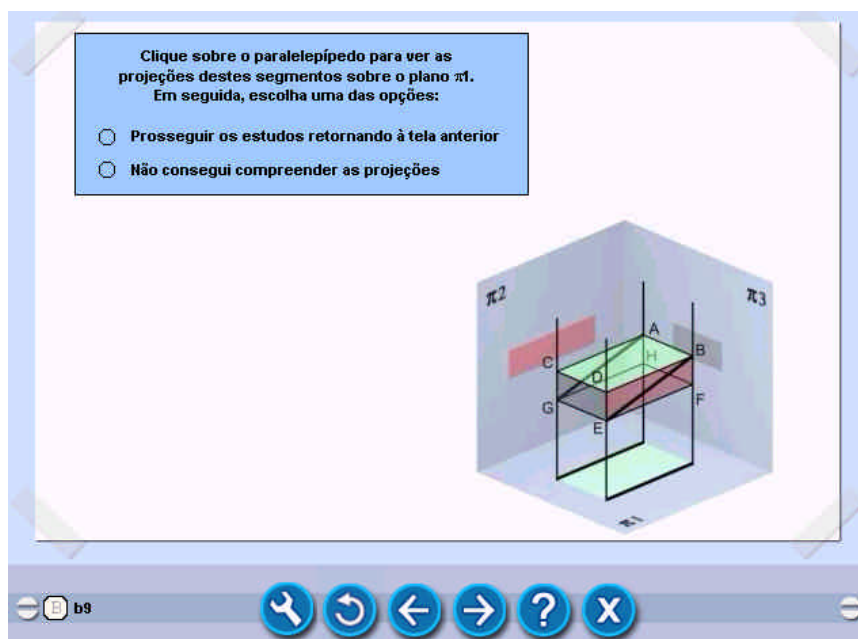 Clique sobre o paralelepípedo para ver as
projeções destes segmentos sobre o plano π1.
Em seguida, escolha uma das opções:
Prosseguir os estudos retornando à tela anterior
Não consegui compreender as projeções
π2
π3
A
H
B
C
D
G
F
E
π1
B b9
?
X